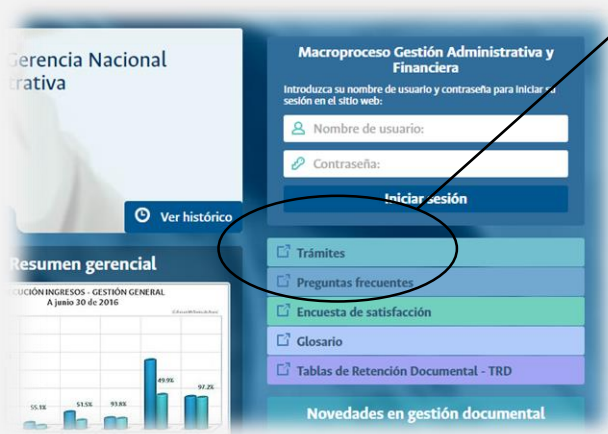 Gerencia Nacional
trativa
Ver histórico
Resumen gerencial
UCIÓN INGRESOS - GESTIÓN GENERAL
A junio 30 de 2016
55.1%
51.5%
93.8%
49.9%
97.2%
Macroproceso Gestión Administrativa y
Financiera
Introduzca su nombre de usuario y contraseña para iniciar su
sesión en el sitio web:
Nombre de usuario:
Contraseña:
Iniciar sesión
Trámites
Preguntas frecuentes
Encuesta de satisfacción
Glosario
Tablas de Retención Documental - TRD
Novedades en gestión documental